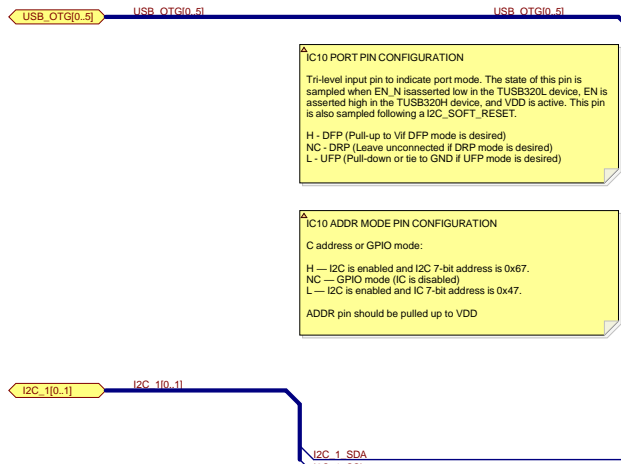 USB_OTG[0..5]
USB_OTG[0..5]
USB_OTG[0..5]
IC10 PORT PIN CONFIGURATION
Tri-level input pin to indicate port mode. The state of this pin is
sampled when EN_N isasserted low in the TUSB320L device, EN is
asserted high in the TUSB320H device, and VDD is active. This pin
is also sampled following a I2C_SOFT_RESET.
H - DFP (Pull-up to Vif DFP mode is desired)
NC - DRP (Leave unconnected if DRP mode is desired)
L - UFP (Pull-down or tie to GND if UFP mode is desired)
IC10 ADDR MODE PIN CONFIGURATION
C address or GPIO mode:
H — I2C is enabled and I2C 7-bit address is 0x67.
NC — GPIO mode (IC is disabled)
L — I2C is enabled and IC 7-bit address is 0x47.
ADDR pin should be pulled up to VDD
I2C_1[0..1]
I2C_1[0..1]
I2C_1_SDA